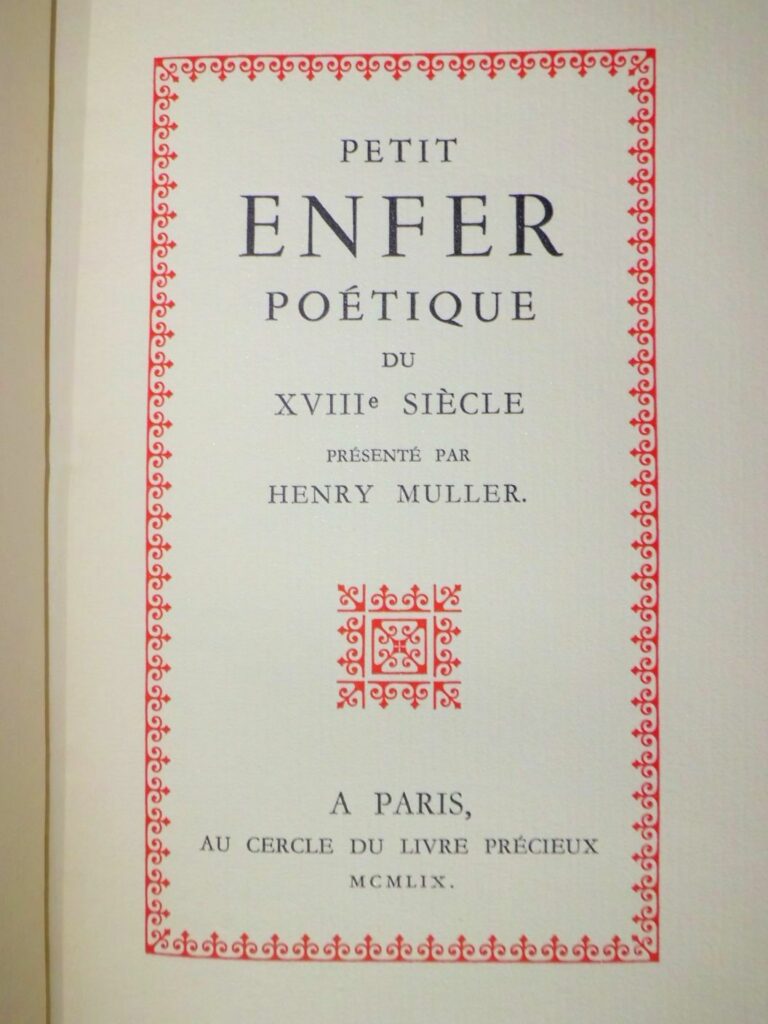 PETIT
ENFER
POÉTIQUE
DU
XVIIIe SIÈCLE
PRÉSENTÉ PAR
HENRY MULLER.
A PARIS,
AU CERCLE DU LIVRE PRÉCIEUX
MCMLIX.